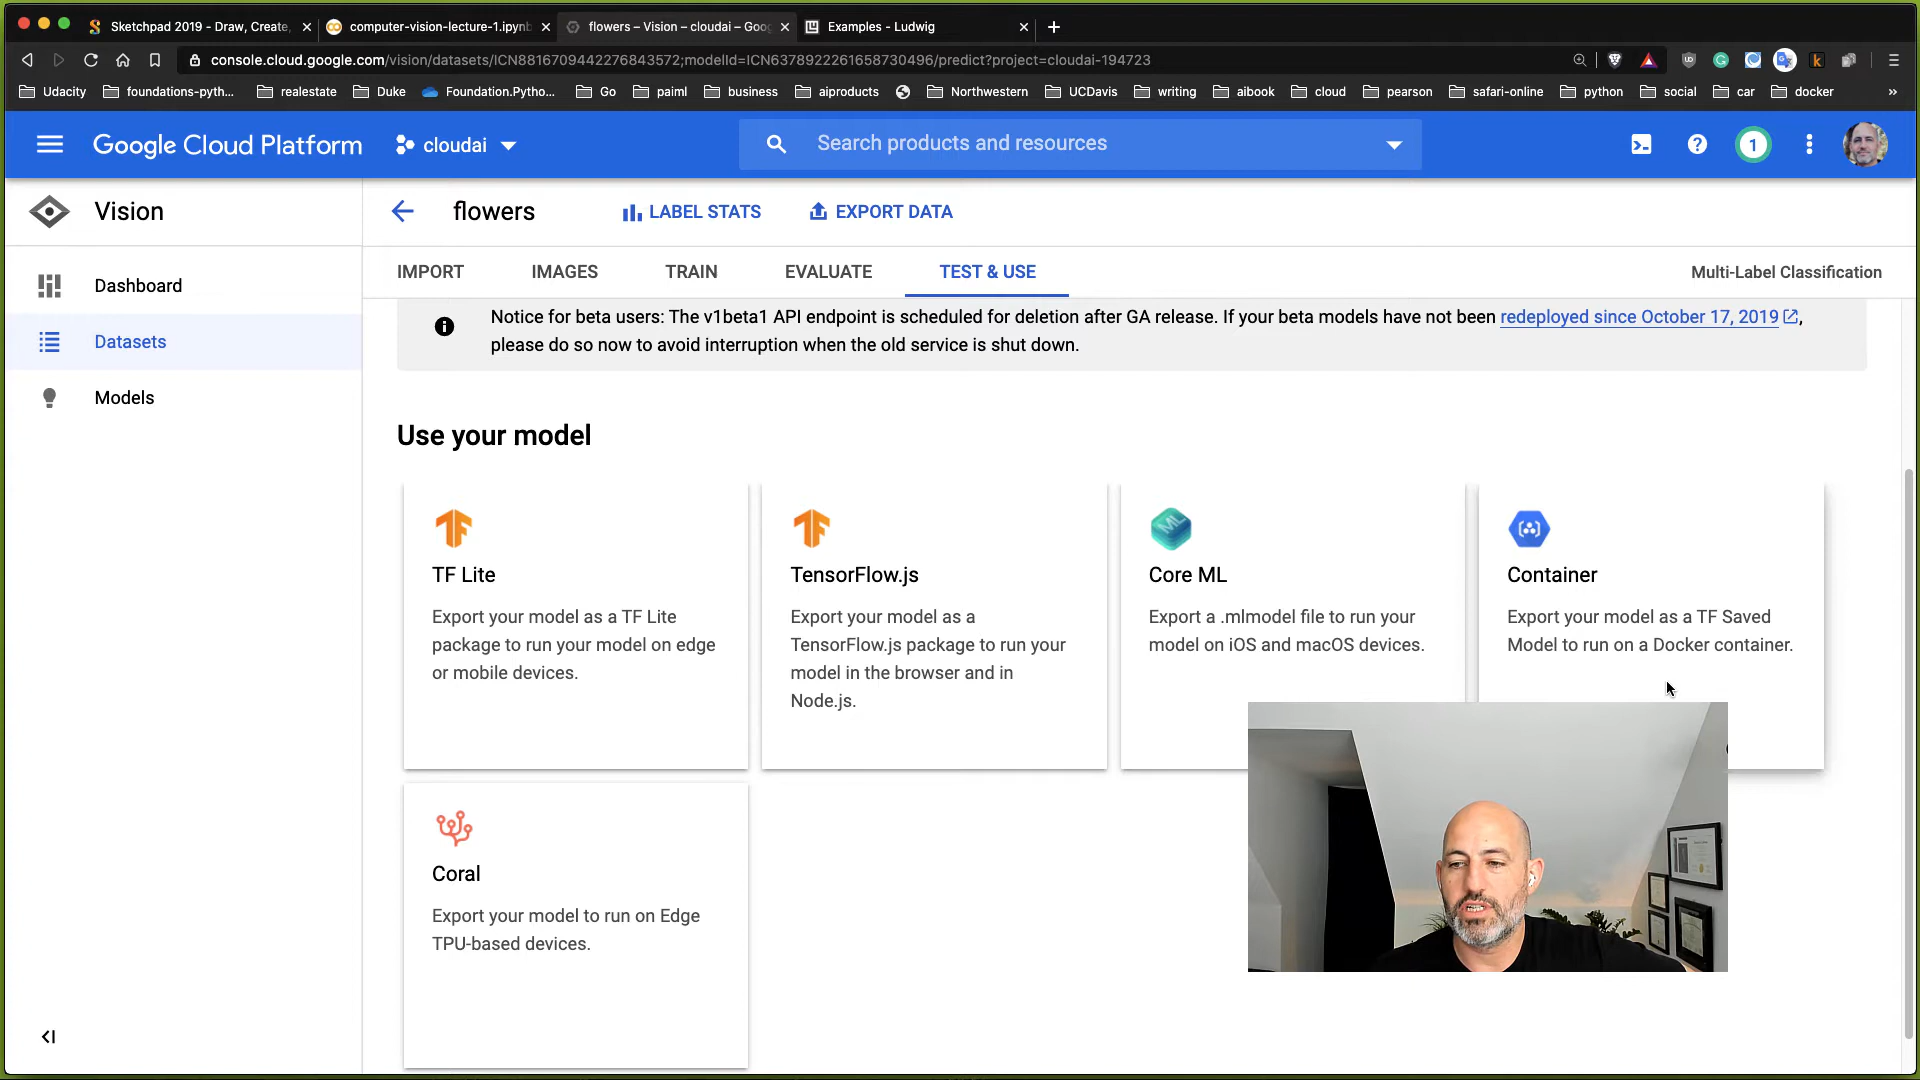 Sketchpad 2019 - Draw, Create,
computer-vision-lecture-1.ipynb
flowers – Vision – cloudai – Goog
Examples - Ludwig
console.cloud.google.com/vision/datasets/ICN8816709442276843572;modelId=ICN6378922261658730496/predict?project=cloudai-194723
Udacity
foundations-pyth...
realestate
Duke
Foundation.Pytho...
Go
paiml
business
aiproducts
Northwestern
UCDavis
writing
aibook
cloud
pearson
safari-online
python
social
car
docker
»
Google Cloud Platform
cloudai
Search products and resources
1
Vision
flowers
LABEL STATS
EXPORT DATA
IMPORT
IMAGES
TRAIN
EVALUATE
TEST & USE
Multi-Label Classification
Dashboard
Datasets
Models
Notice for beta users: The v1beta1 API endpoint is scheduled for deletion after GA release. If your beta models have not been redeployed since October 17, 2019,
please do so now to avoid interruption when the old service is shut down.
Use your model
TF Lite
Export your model as a TF Lite
package to run your model on edge
or mobile devices.
TensorFlow.js
Export your model as a
TensorFlow.js package to run your
model in the browser and in
Node.js.
Core ML
Export a .mlmodel file to run your
model on iOS and macOS devices.
Container
Export your model as a TF Saved
Model to run on a Docker container.
Coral
Export your model to run on Edge
TPU-based devices.